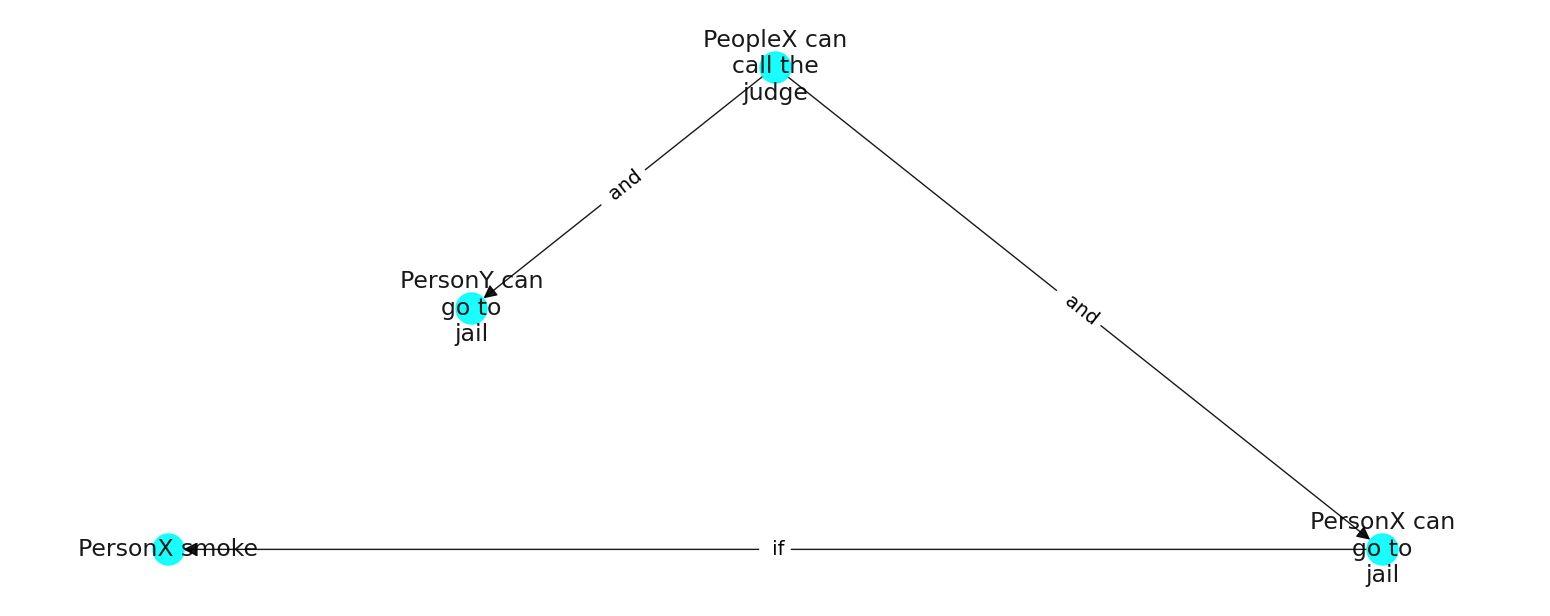 PeopleX can
call the
judge
and
PersonY can
go to
jail
and
PersonX can
go to
jail
if
PersonX smoke